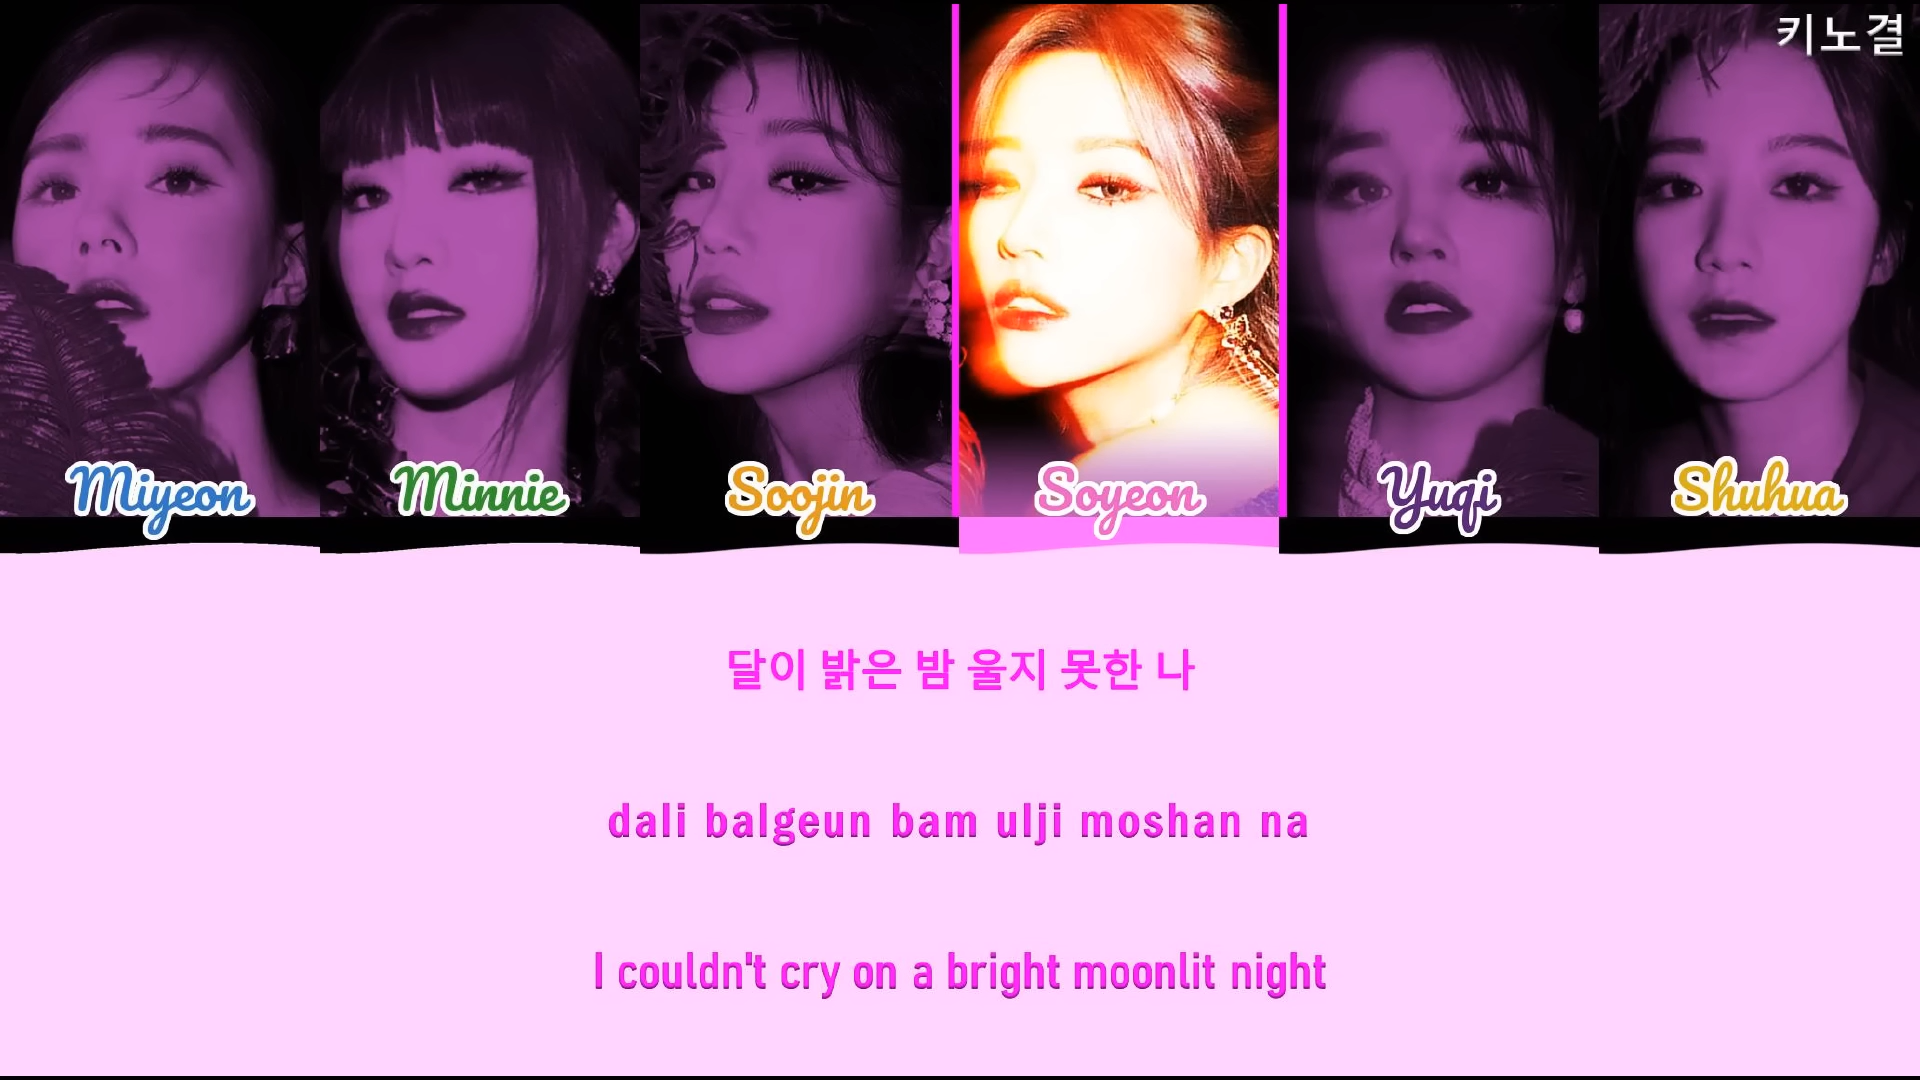 키노결
Miyeon
Minnie
Soojin
Soyeon
Yuqi
Shuhua
달이 밝은 밤 울지 못한 나
dali balgeun bam ulji moshan na
I couldn't cry on a bright moonlit night